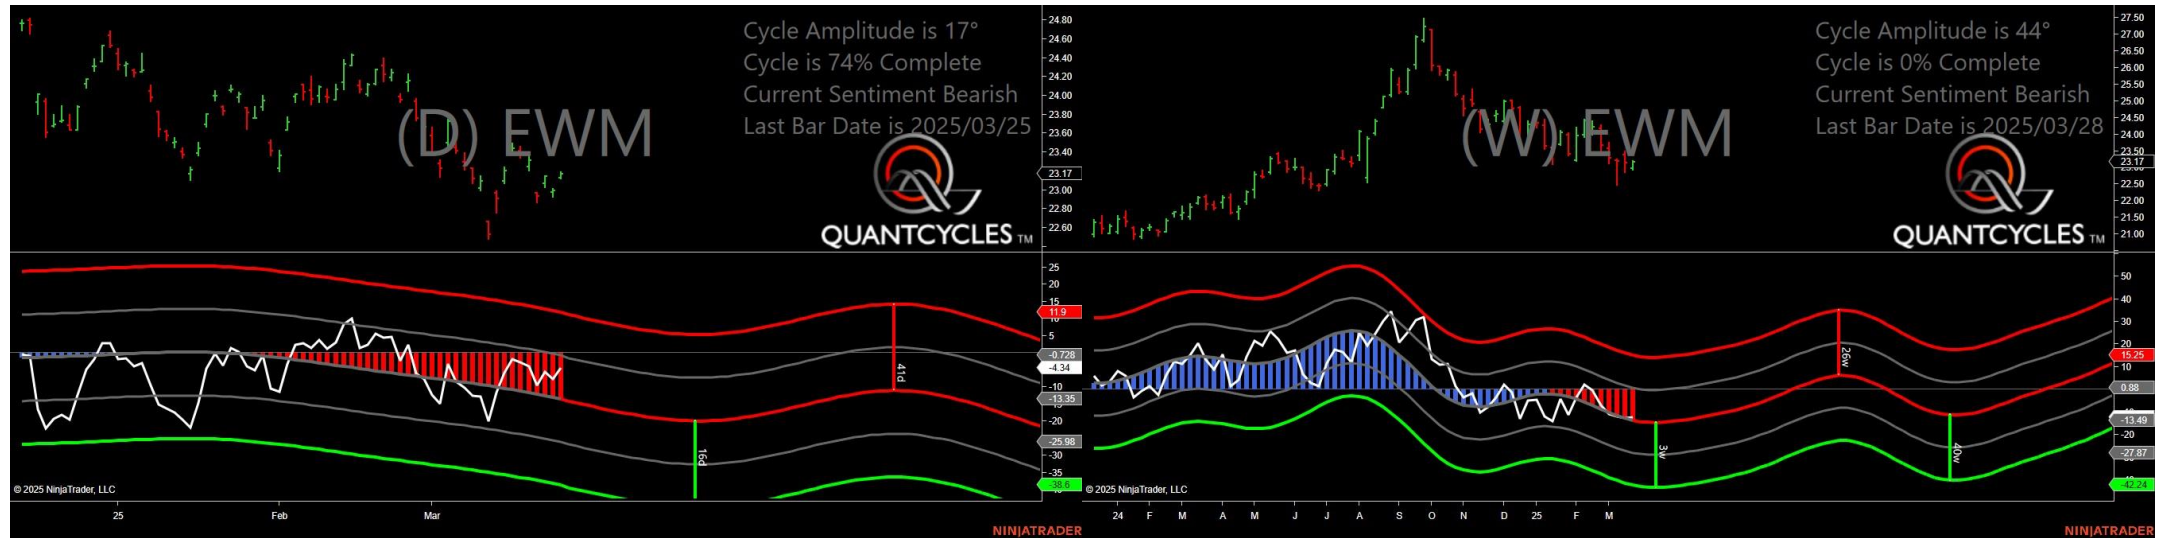 Cycle Amplitude is 17°
Cycle is 74% Complete
Current Sentiment Bearish
Last Bar Date is 2025/03/25
(D) EWM
QUANTCYCLES TM
24.80
24.60
24.40
24.20
24.00
23.80
23.60
23.40
23.17
23.00
22.80
22.60
25
20
15
11.9
5
-0.728
-4.34
-10
-13.35
-20
-25.98
-30
-35
-38.6
41d
16d
© 2025 NinjaTrader, LLC
25
Feb
Mar
NINJATRADER
Cycle Amplitude is 44°
Cycle is 0% Complete
Current Sentiment Bearish
Last Bar Date is 2025/03/28
(W) EWM
QUANTCYCLES TM
27.50
27.00
26.50
26.00
25.50
25.00
24.50
24.00
23.50
23.17
22.50
22.00
21.50
21.00
50
40
30
20
15.25
10
0.88
-13.49
-20
-27.87
-42.24
26w
3w
40w
© 2025 NinjaTrader, LLC
24 F M A M J J A S O N D 25 F M
NINJATRADER